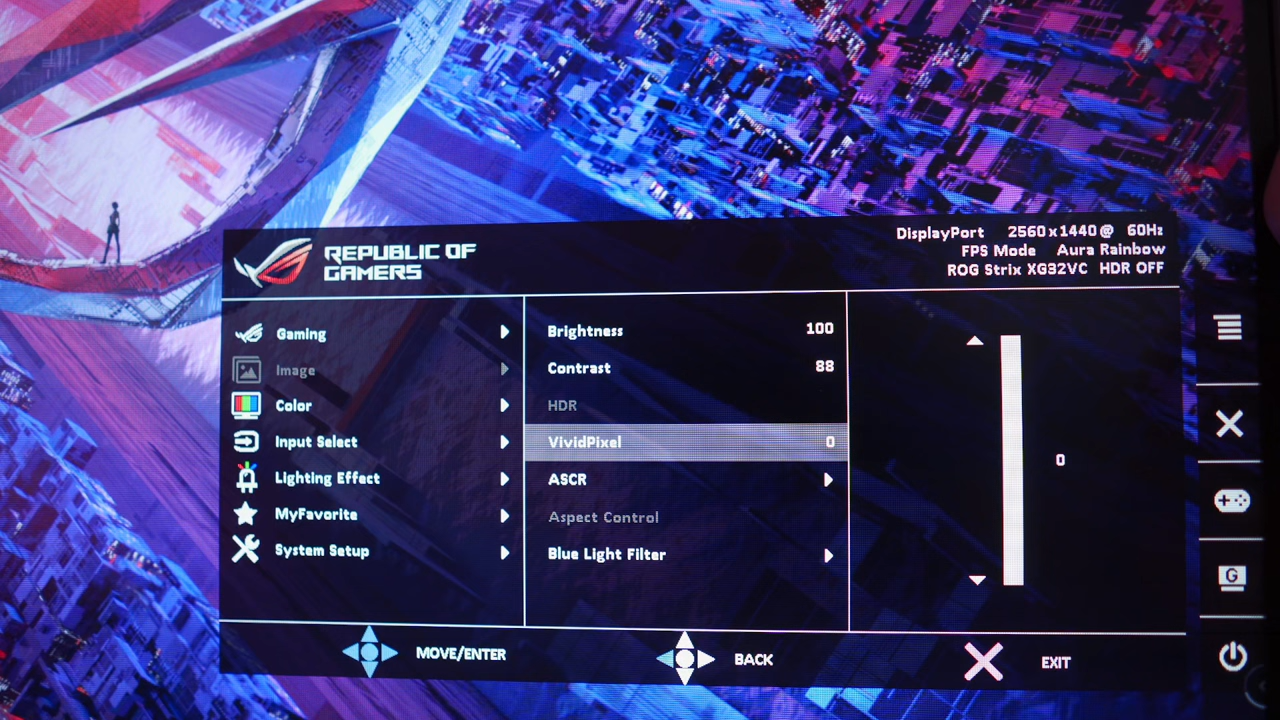 REPUBLIC OF
GAMERS
DisplayPort 2560x1440@ 60Hz
FPS Mode Aura Rainbow
ROG Strix XG32VC HDR OFF
Gaming
Image
Color
Input Select
Lighting Effect
MyFavorite
System Setup
Brightness 100
Contrast 88
HDR
VividPixel 0
ASCR
Aspect Control
Blue Light Filter
0
MOVE/ENTER
BACK
EXIT
G